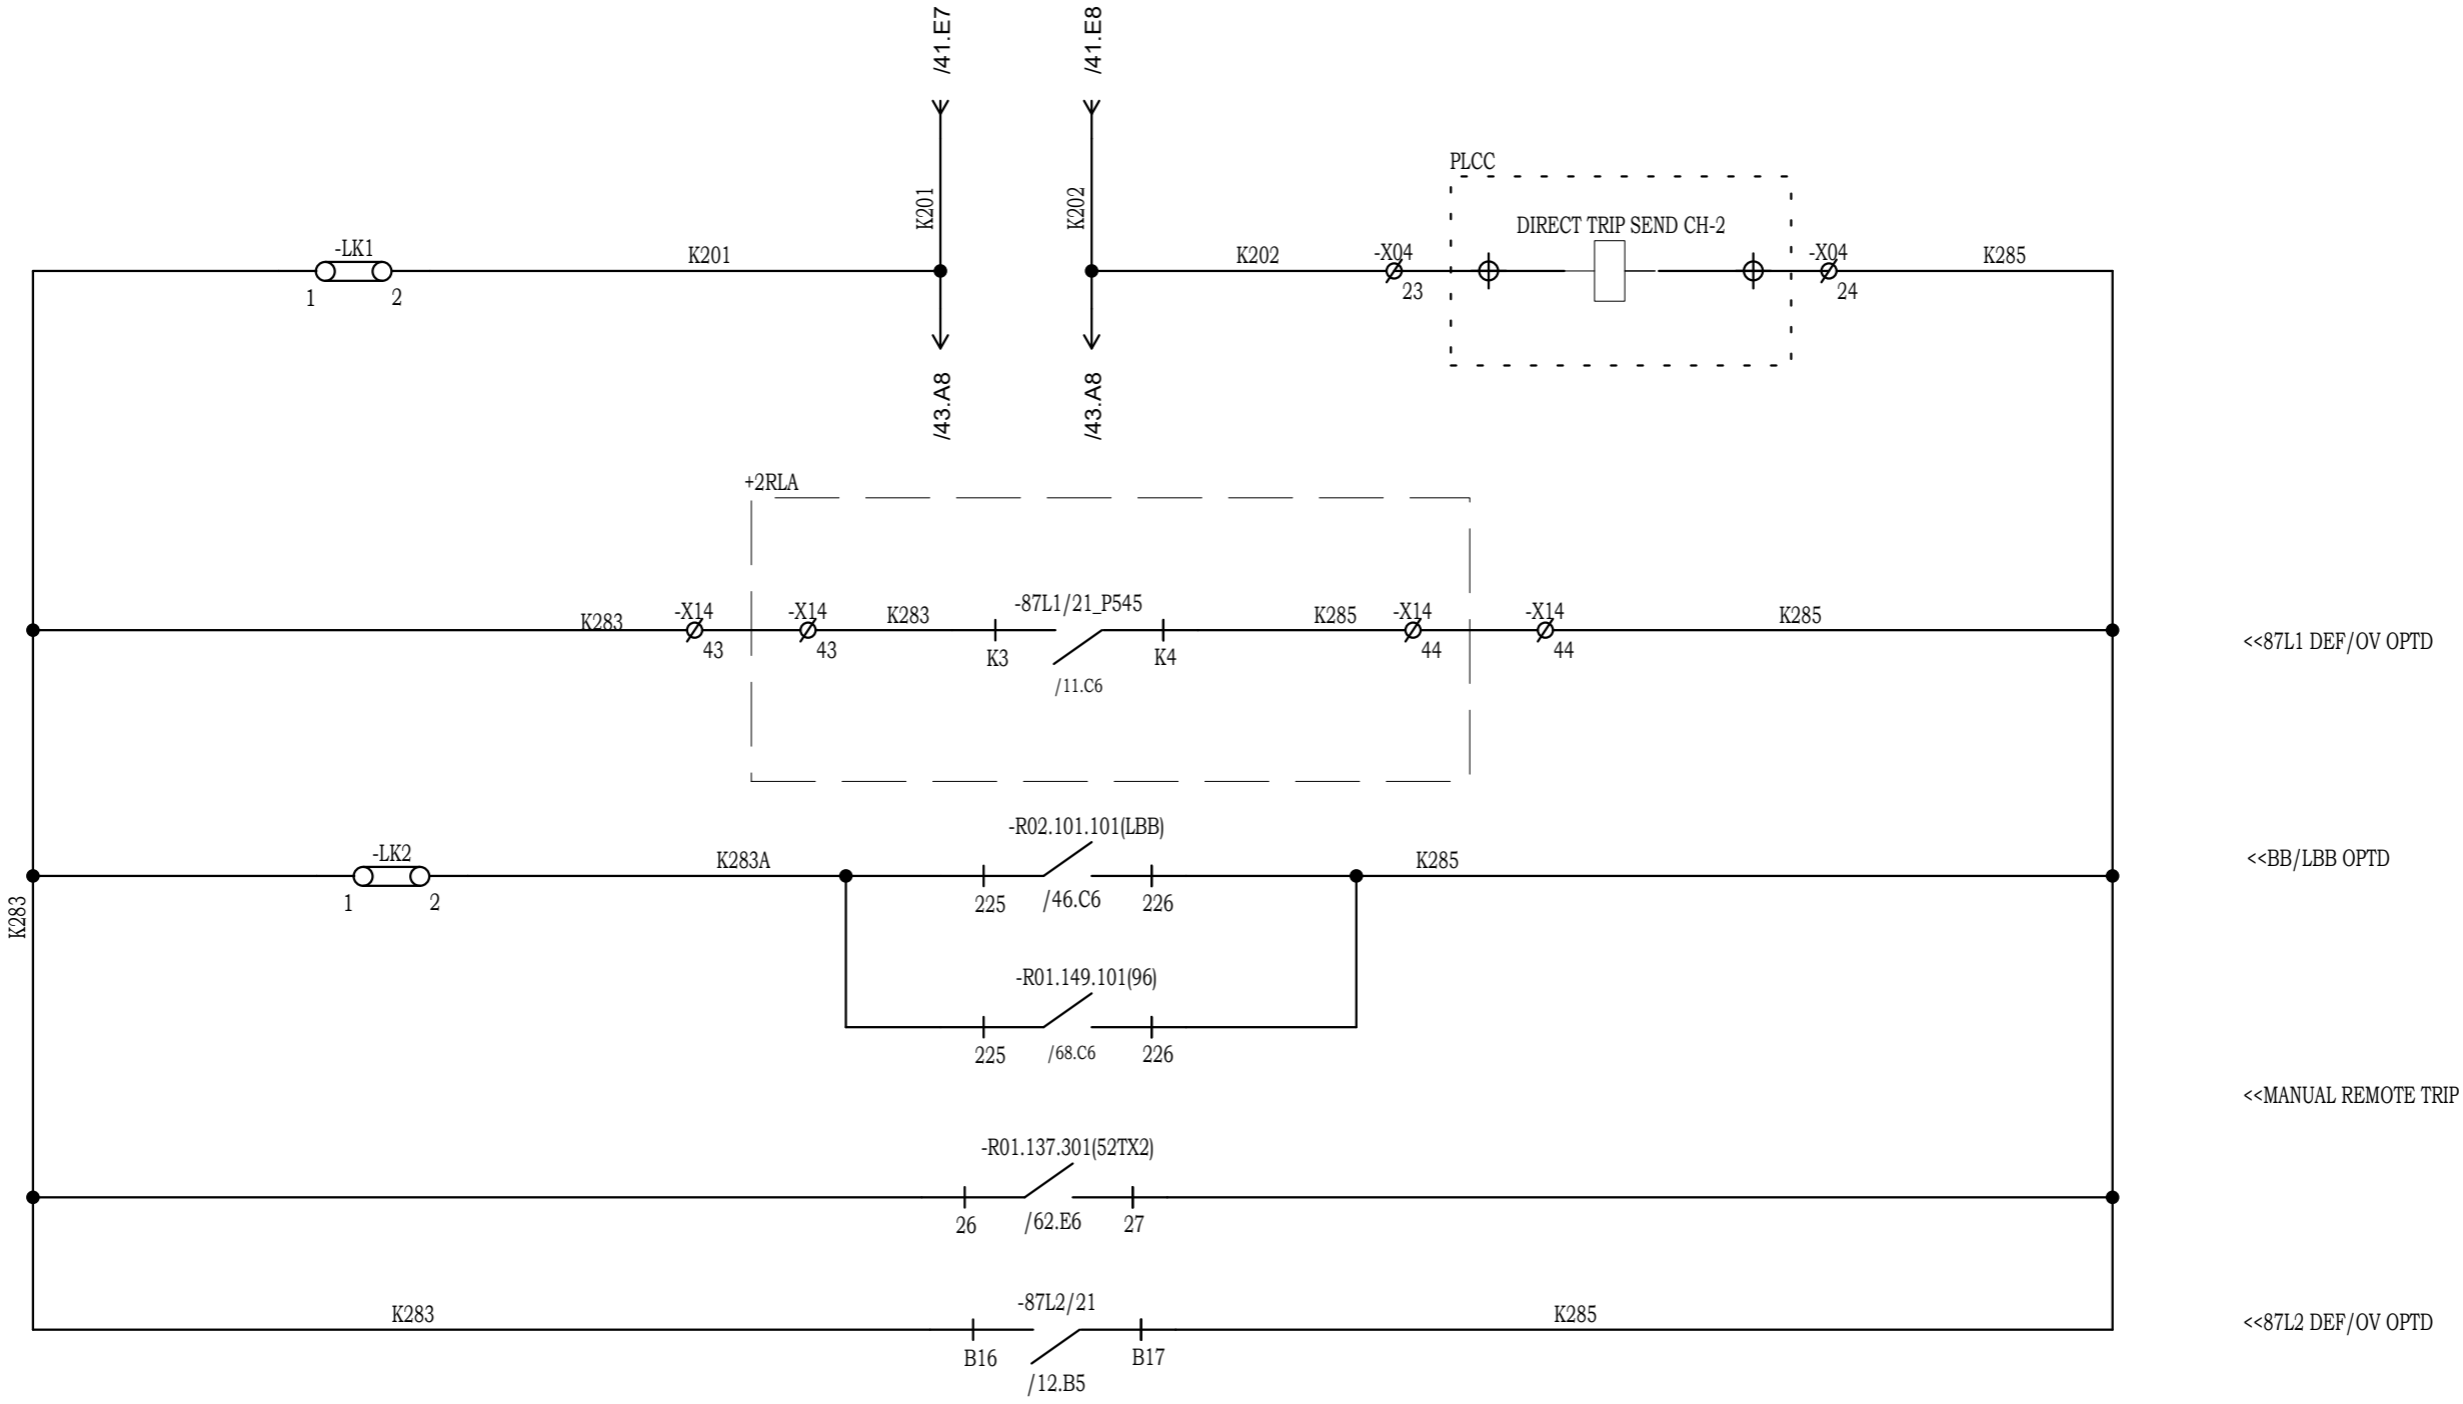 /41.E7
/41.E8
K201
K202
PLCC
DIRECT TRIP SEND CH-2
-LK1
K201
K202
-X04
-X04
K285
1
2
23
24
/43.A8
/43.A8
+2RLA
K283
-X14
-X14
K283
-87L1/21_P545
K285
-X14
-X14
K285
43
43
K3
K4
44
44
/11.C6
<<87L1 DEF/OV OPTD
-R02.101.101(LBB)
-LK2
K283A
K285
<<BB/LBB OPTD
1
2
225
/46.C6
226
K283
-R01.149.101(96)
225
/68.C6
226
<<MANUAL REMOTE TRIP
-R01.137.301(52TX2)
26
/62.E6
27
K283
-87L2/21
K285
<<87L2 DEF/OV OPTD
B16
B17
/12.B5